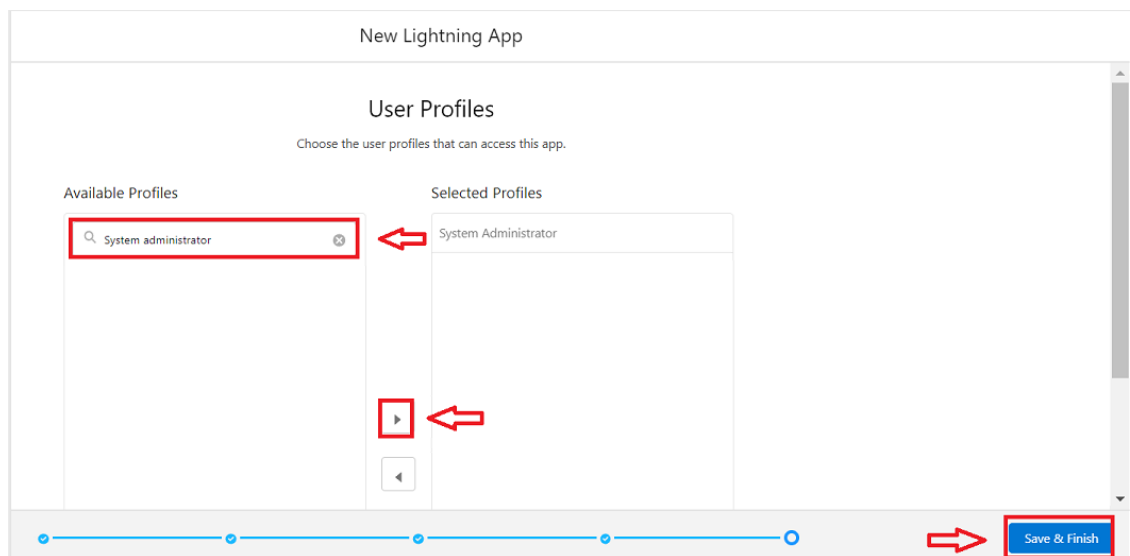 New Lightning App
User Profiles
Choose the user profiles that can access this app.
Available Profiles
Selected Profiles
System administrator
System Administrator
Save & Finish